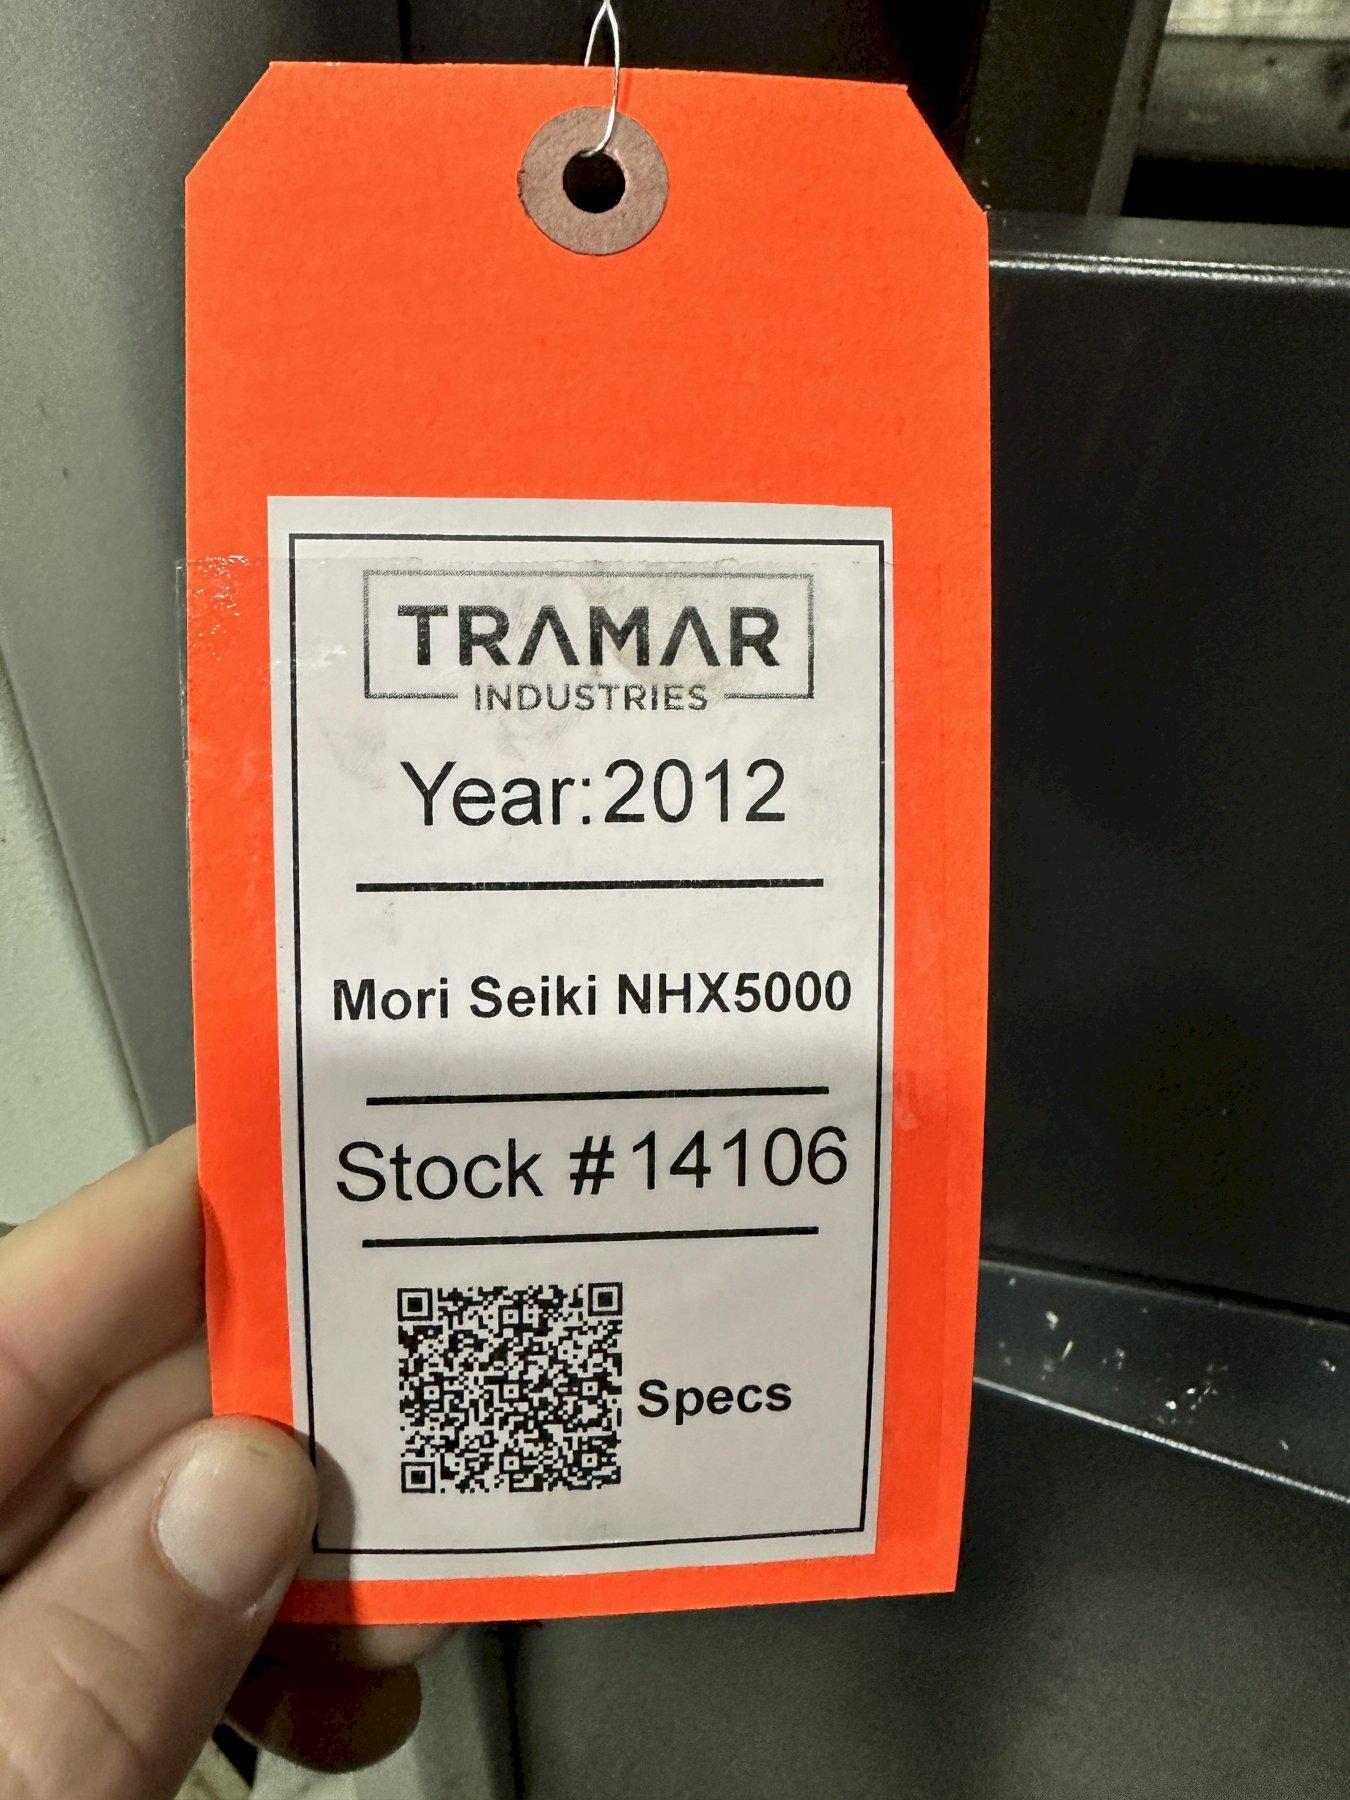 TRAMAR
INDUSTRIES
Year:2012
Mori Seiki NHX5000
Stock #14106
Specs